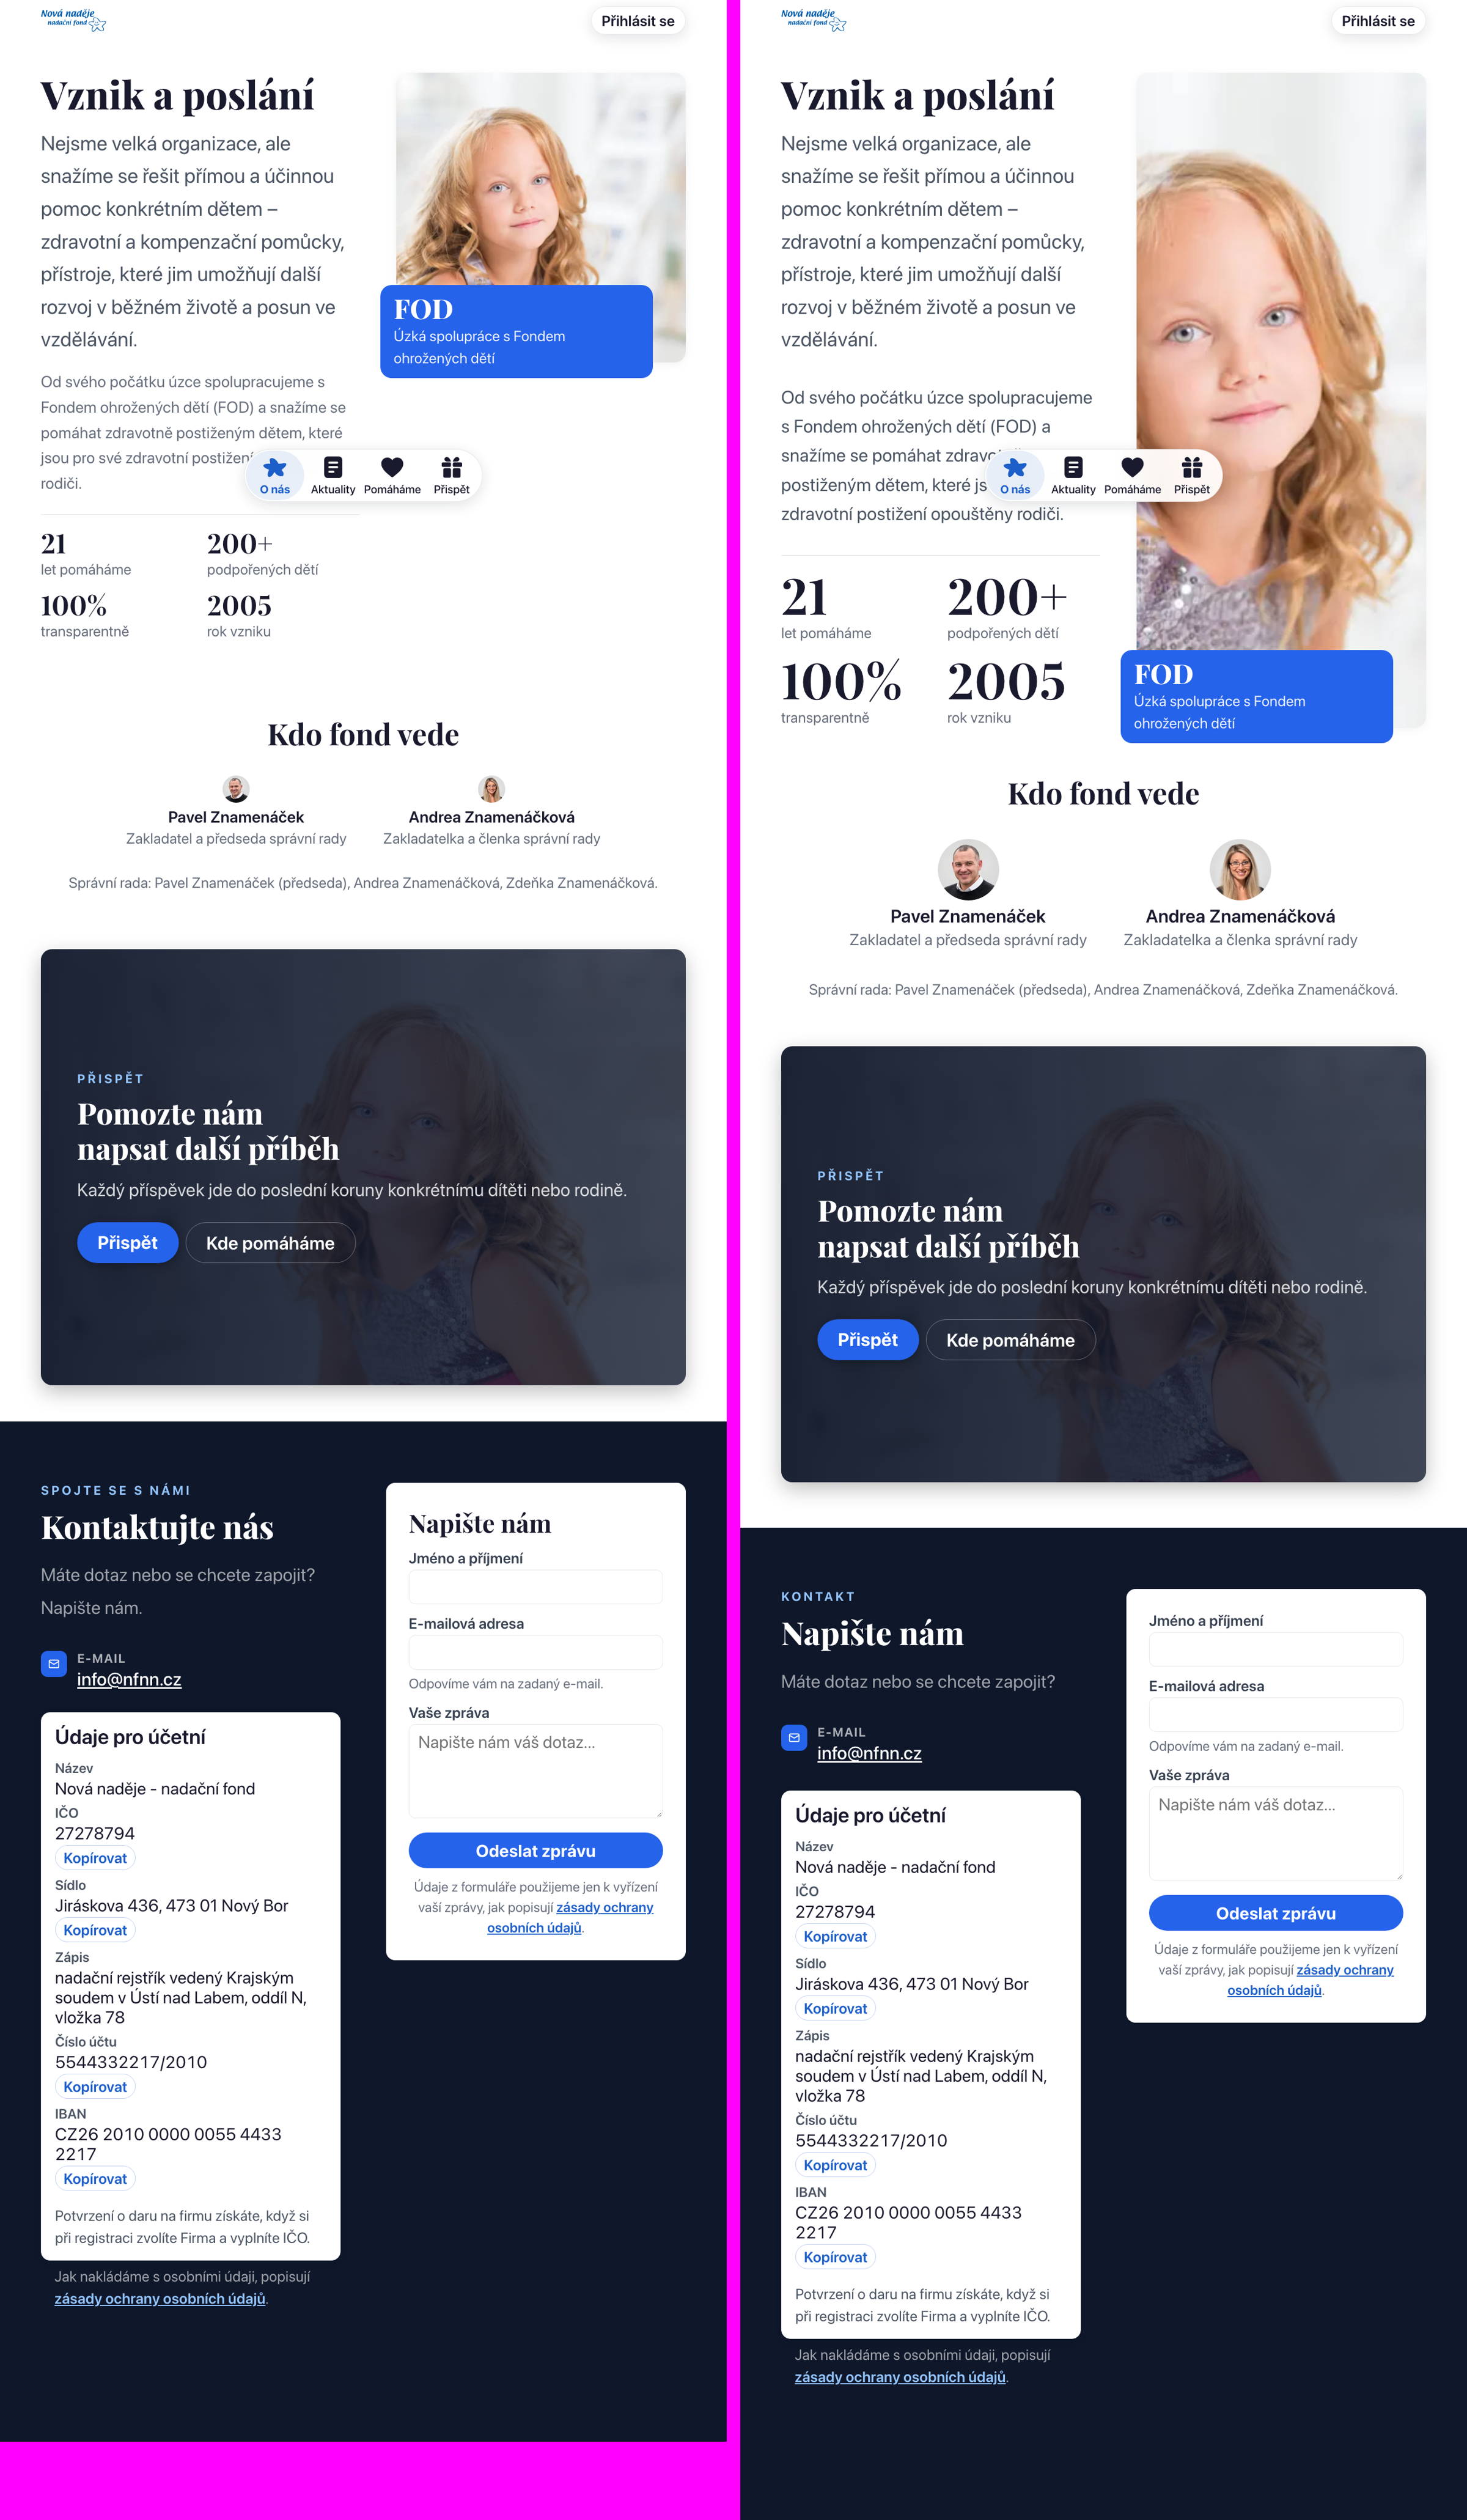 Nová naděje
nadační fond
Přihlásit se
Vznik a poslání
Nejsme velká organizace, ale
snažíme se řešit přímou a účinnou
pomoc konkrétním dětem –
zdravotní a kompenzační pomůcky,
přístroje, které jim umožňují další
rozvoj v běžném životě a posun ve
vzdělávání.
FOD
Úzká spolupráce s Fondem
ohrožených dětí
Od svého počátku úzce spolupracujeme s
Fondem ohrožených dětí (FOD) a snažíme se
pomáhat zdravotně postiženým dětem, které
jsou pro své zdravotní postižen
rodiči.
O nás
Aktuality
Pomáháme
Přispět
21
let pomáháme
200+
podpořených dětí
100%
transparentně
2005
rok vzniku
Kdo fond vede
Pavel Znamenáček
Zakladatel a předseda správní rady
Andrea Znamenáčková
Zakladatelka a členka správní rady
Správní rada: Pavel Znamenáček (předseda), Andrea Znamenáčková, Zdeňka Znamenáčková.
PŘISPĚT
Pomozte nám
napsat další příběh
Každý příspěvek jde do poslední koruny konkrétnímu dítěti nebo rodině.
Přispět
Kde pomáháme
SPOJTE SE S NÁMI
Kontaktujte nás
Máte dotaz nebo se chcete zapojit?
Napište nám.
E-MAIL
info@nfnn.cz
Údaje pro účetní
Název
Nová naděje - nadační fond
IČO
27278794
Kopírovat
Sídlo
Jiráskova 436, 473 01 Nový Bor
Kopírovat
Zápis
nadační rejstřík vedený Krajským
soudem v Ústí nad Labem, oddíl N,
vložka 78
Číslo účtu
5544332217/2010
Kopírovat
IBAN
CZ26 2010 0000 0055 4433
2217
Kopírovat
Potvrzení o daru na firmu získáte, když si
při registraci zvolíte Firma a vyplníte IČO.
Jak nakládáme s osobními údaji, popisují
zásady ochrany osobních údajů.
Napište nám
Jméno a příjmení
E-mailová adresa
Odpovíme vám na zadaný e-mail.
Vaše zpráva
Napište nám váš dotaz...
Odeslat zprávu
Údaje z formuláře použijeme jen k vyřízení
vaší zprávy, jak popisují zásady ochrany
osobních údajů.
Nová naděje
nadační fond
Přihlásit se
Vznik a poslání
Nejsme velká organizace, ale
snažíme se řešit přímou a účinnou
pomoc konkrétním dětem –
zdravotní a kompenzační pomůcky,
přístroje, které jim umožňují další
rozvoj v běžném životě a posun ve
vzdělávání.
Od svého počátku úzce spolupracujeme
s Fondem ohrožených dětí (FOD) a
snažíme se pomáhat zdravo
postiženým dětem, které js
zdravotní postižení opouštěny rodiči.
O nás
Aktuality
Pomáháme
Přispět
21
let pomáháme
200+
podpořených dětí
100%
transparentně
2005
rok vzniku
FOD
Úzká spolupráce s Fondem
ohrožených dětí
Kdo fond vede
Pavel Znamenáček
Zakladatel a předseda správní rady
Andrea Znamenáčková
Zakladatelka a členka správní rady
Správní rada: Pavel Znamenáček (předseda), Andrea Znamenáčková, Zdeňka Znamenáčková.
PŘISPĚT
Pomozte nám
napsat další příběh
Každý příspěvek jde do poslední koruny konkrétnímu dítěti nebo rodině.
Přispět
Kde pomáháme
KONTAKT
Napište nám
Máte dotaz nebo se chcete zapojit?
E-MAIL
info@nfnn.cz
Údaje pro účetní
Název
Nová naděje - nadační fond
IČO
27278794
Kopírovat
Sídlo
Jiráskova 436, 473 01 Nový Bor
Kopírovat
Zápis
nadační rejstřík vedený Krajským
soudem v Ústí nad Labem, oddíl N,
vložka 78
Číslo účtu
5544332217/2010
Kopírovat
IBAN
CZ26 2010 0000 0055 4433
2217
Kopírovat
Potvrzení o daru na firmu získáte, když si
při registraci zvolíte Firma a vyplníte IČO.
Jak nakládáme s osobními údaji, popisují
zásady ochrany osobních údajů.
Jméno a příjmení
E-mailová adresa
Odpovíme vám na zadaný e-mail.
Vaše zpráva
Napište nám váš dotaz...
Odeslat zprávu
Údaje z formuláře použijeme jen k vyřízení
vaší zprávy, jak popisují zásady ochrany
osobních údajů.